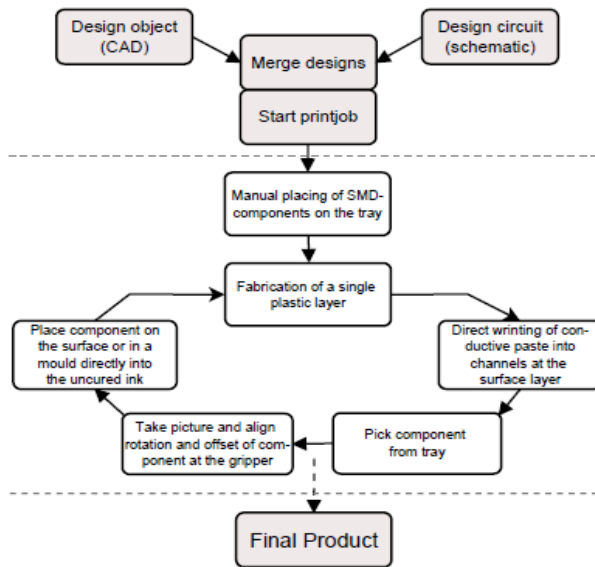 Design object
(CAD)
Design circuit
(schematic)
Merge designs
Start printjob
Manual placing of SMD-
components on the tray
Fabrication of a single
plastic layer
Place component on
the surface or in a
mould directly into
the uncured ink
Direct wrinting of con-
ductive paste into
channels at the
surface layer
Take picture and align
rotation and offset of com-
ponent at the gripper
Pick component
from tray
Final Product